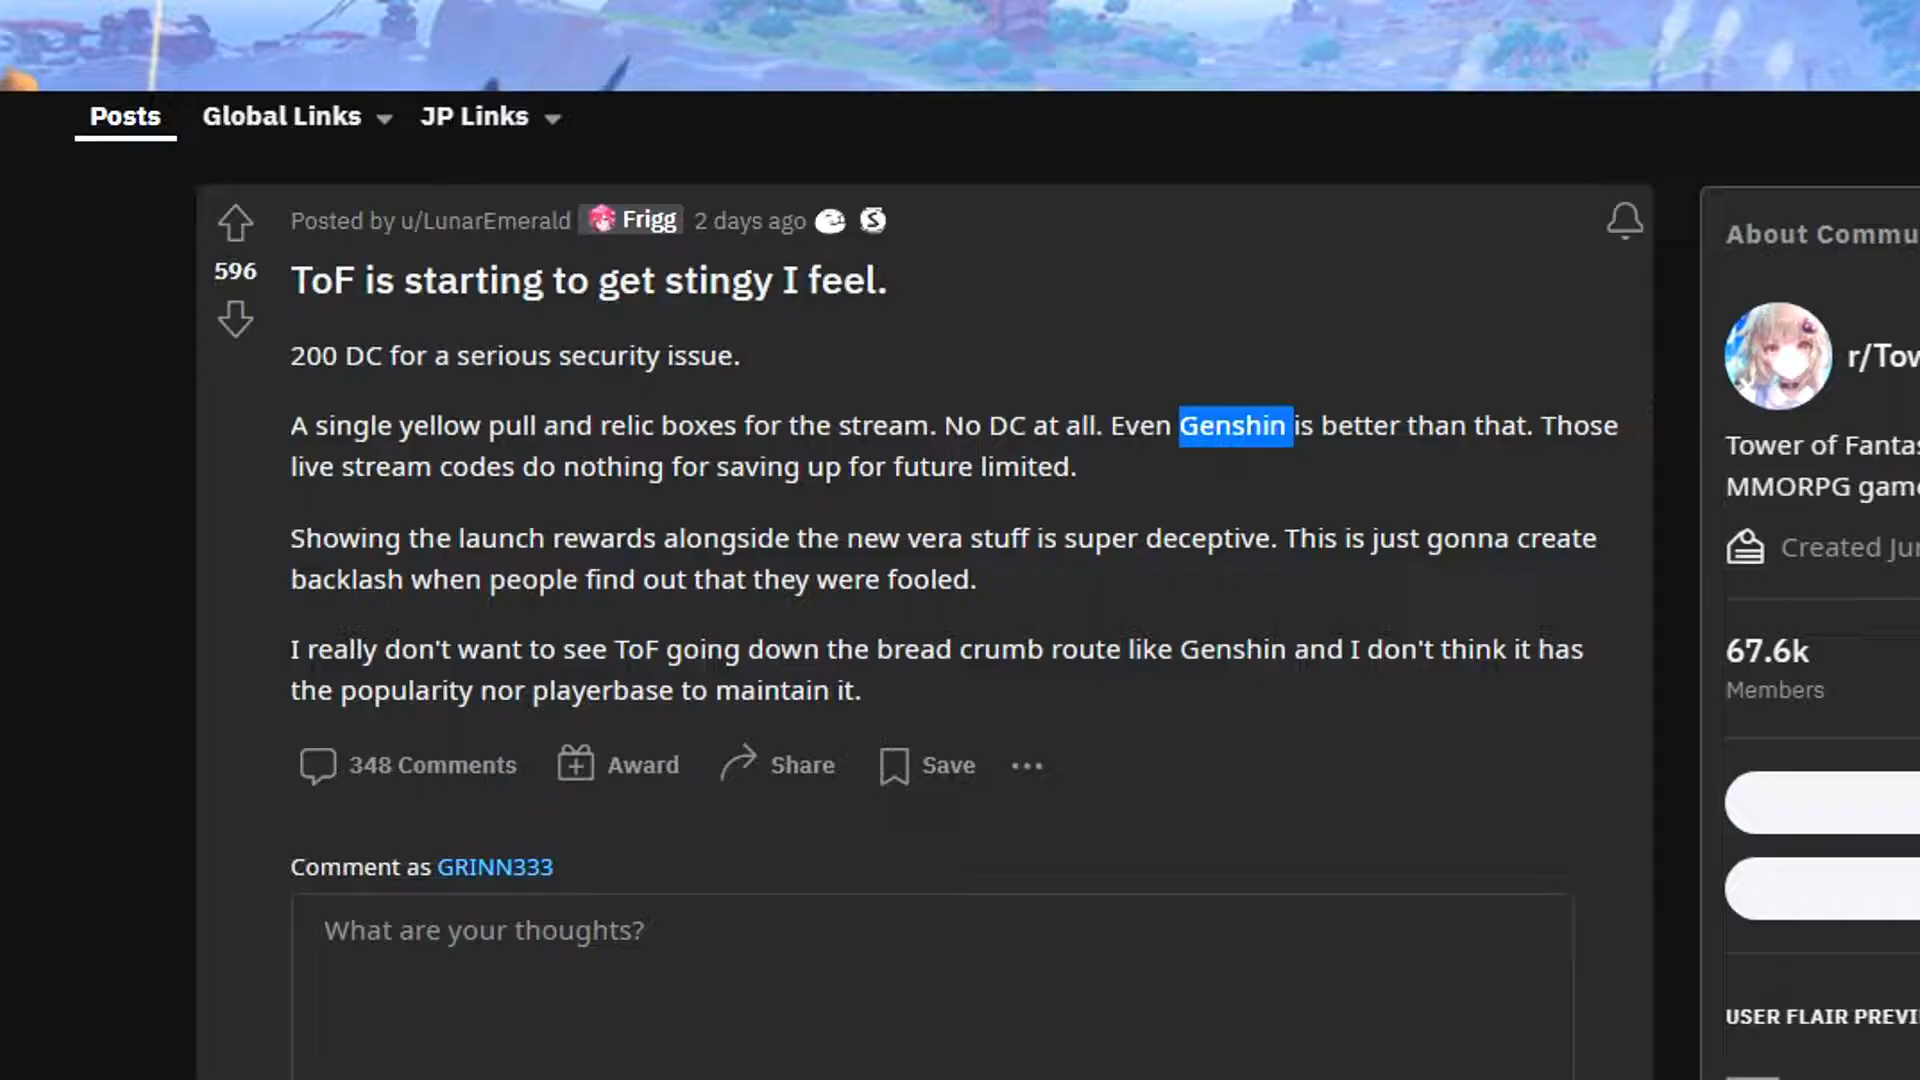 Posts Global Links JP Links
Posted by u/LunarEmerald Frigg 2 days ago
596
ToF is starting to get stingy I feel.
200 DC for a serious security issue.
A single yellow pull and relic boxes for the stream. No DC at all. Even Genshin is better than that. Those
live stream codes do nothing for saving up for future limited.
Showing the launch rewards alongside the new vera stuff is super deceptive. This is just gonna create
backlash when people find out that they were fooled.
I really don't want to see ToF going down the bread crumb route like Genshin and I don't think it has
the popularity nor playerbase to maintain it.
348 Comments Award Share Save
Comment as GRINN333
What are your thoughts?
About Commu
r/Tow
Tower of Fantas
MMORPG game
Created Jun
67.6k
Members
USER FLAIR PREVI